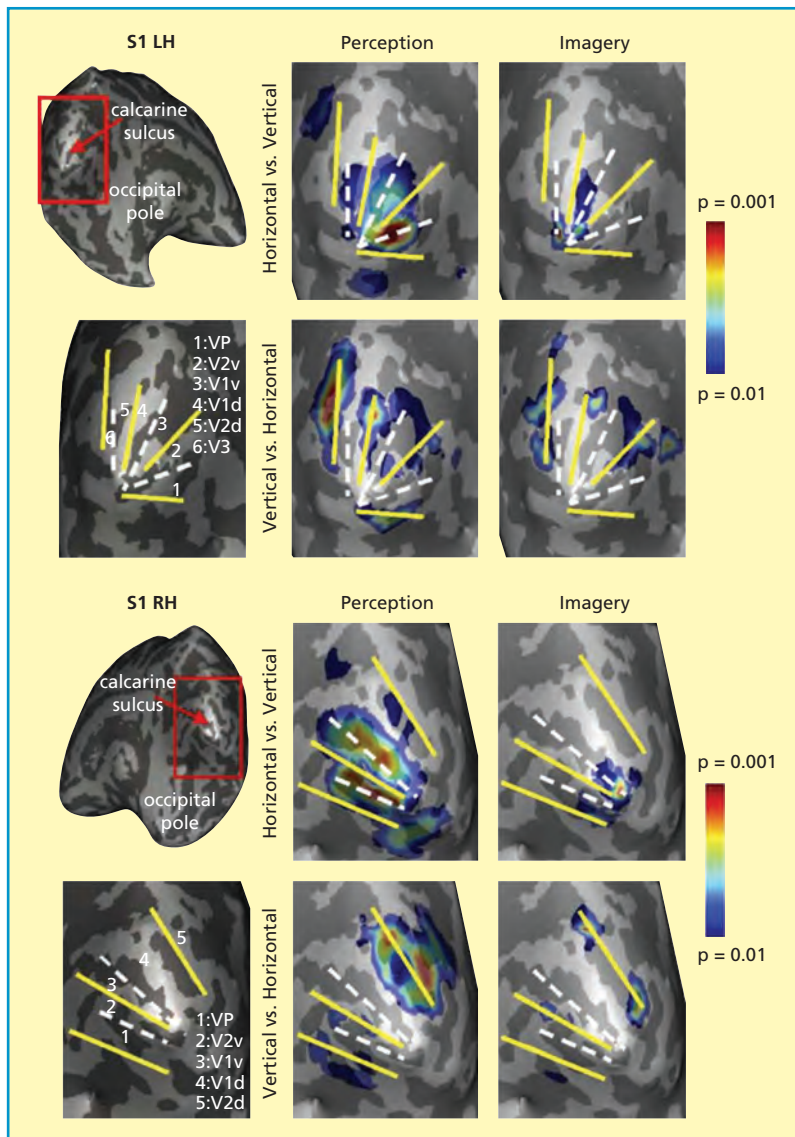 S1 LH
Perception
Imagery
calcarine
sulcus
occipital
pole
Horizontal vs. Vertical
p = 0.001
p = 0.01
1:VP
2:V2v
3:V1v
4:V1d
5:V2d
6:V3
5
4
3
6
2
1
Vertical vs. Horizontal
S1 RH
Perception
Imagery
calcarine
sulcus
occipital
pole
Horizontal vs. Vertical
p = 0.001
p = 0.01
5
4
3
2
1
1:VP
2:V2v
3:V1v
4:V1d
5:V2d
Vertical vs. Horizontal